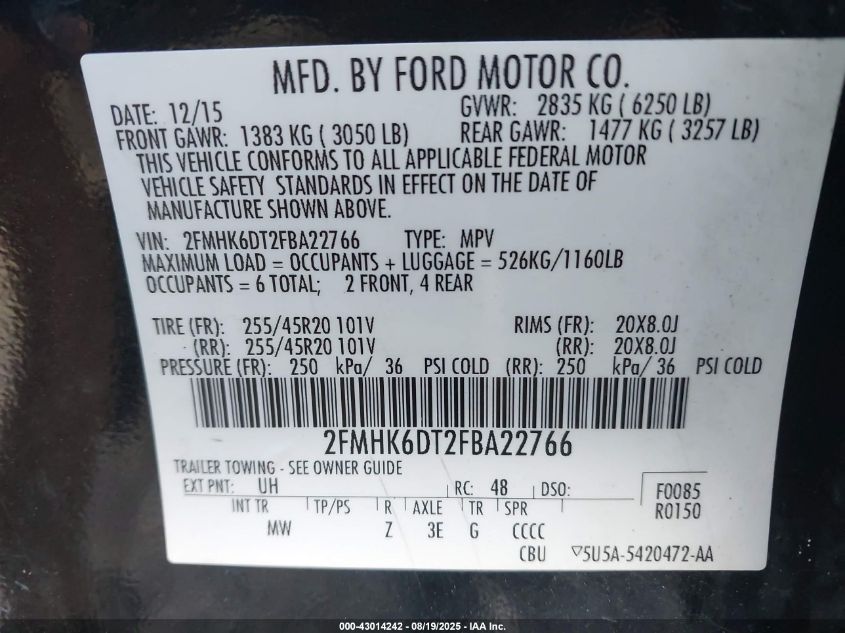 MFD. BY FORD MOTOR CO.
DATE: 12/15 GVWR: 2835 KG ( 6250 LB)
FRONT GAWR: 1383 KG ( 3050 LB) REAR GAWR: 1477 KG ( 3257 LB)
THIS VEHICLE CONFORMS TO ALL APPLICABLE FEDERAL MOTOR
VEHICLE SAFETY STANDARDS IN EFFECT ON THE DATE OF
MANUFACTURE SHOWN ABOVE.
VIN: 2FMHK6DT2FBA22766 TYPE: MPV
MAXIMUM LOAD = OCCUPANTS + LUGGAGE = 526KG/1160LB
OCCUPANTS = 6 TOTAL; 2 FRONT, 4 REAR
TIRE (FR): 255/45R20 101V RIMS (FR): 20X8.0J
(RR): 255/45R20 101V (RR): 20X8.0J
PRESSURE (FR): 250 kPa/ 36 PSI COLD (RR): 250 kPa/ 36 PSI COLD
2FMHK6DT2FBA22766
TRAILER TOWING - SEE OWNER GUIDE
EXT PNT: UH RC: 48 DSO: F0085
INT TR TP/PS R AXLE TR SPR R0150
MW Z 3E G CCCC
CBU ▽5U5A-5420472-AA
000-43014242 - 08/19/2025 - IAA Inc.